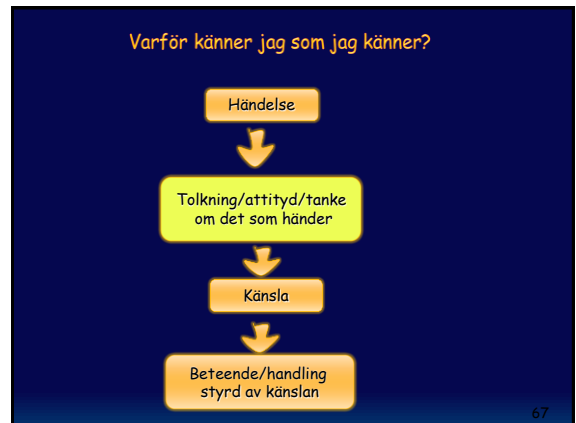 Varför känner jag som jag känner?
Händelse
Tolkning/attityd/tanke
om det som händer
Känsla
Beteende/handling
styrd av känslan
67